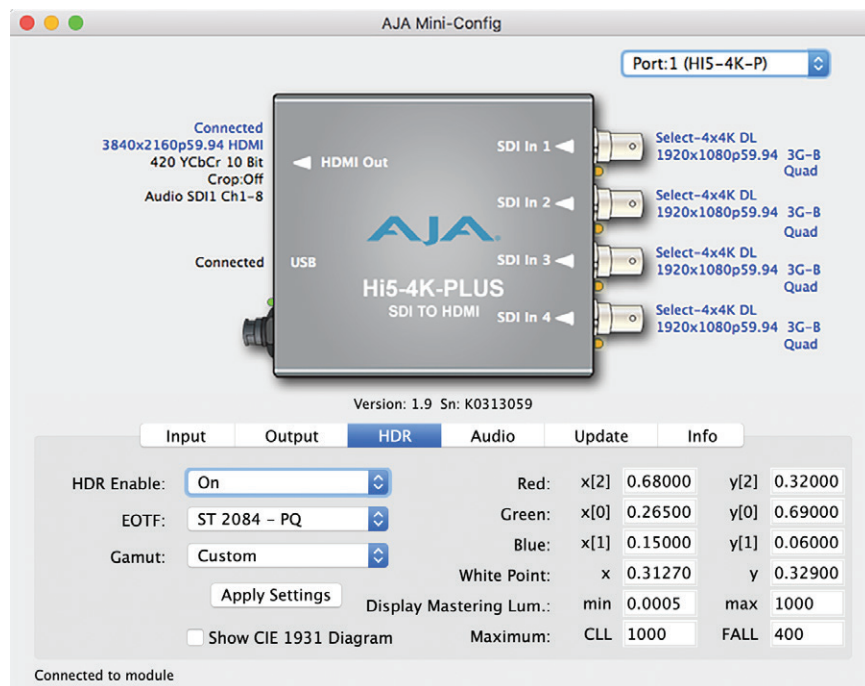 AJA Mini-Config
Port:1 (HI5-4K-P)
Connected
3840x2160p59.94 HDMI
420 YCbCr 10 Bit
Crop:Off
Audio SDI1 Ch1-8
Connected
HDMI Out
USB
SDI In 1
SDI In 2
SDI In 3
SDI In 4
AJA
Hi5-4K-PLUS
SDI TO HDMI
Select-4x4K DL
1920x1080p59.94 3G-B
Quad
Select-4x4K DL
1920x1080p59.94 3G-B
Quad
Select-4x4K DL
1920x1080p59.94 3G-B
Quad
Select-4x4K DL
1920x1080p59.94 3G-B
Quad
Version: 1.9 Sn: K0313059
Input Output HDR Audio Update Info
HDR Enable: On
EOTF: ST 2084 - PQ
Gamut: Custom
Apply Settings
Show CIE 1931 Diagram
Red: x[2] 0.68000 y[2] 0.32000
Green: x[0] 0.26500 y[0] 0.69000
Blue: x[1] 0.15000 y[1] 0.06000
White Point: x 0.31270 y 0.32900
Display Mastering Lum.: min 0.0005 max 1000
Maximum: CLL 1000 FALL 400
Connected to module